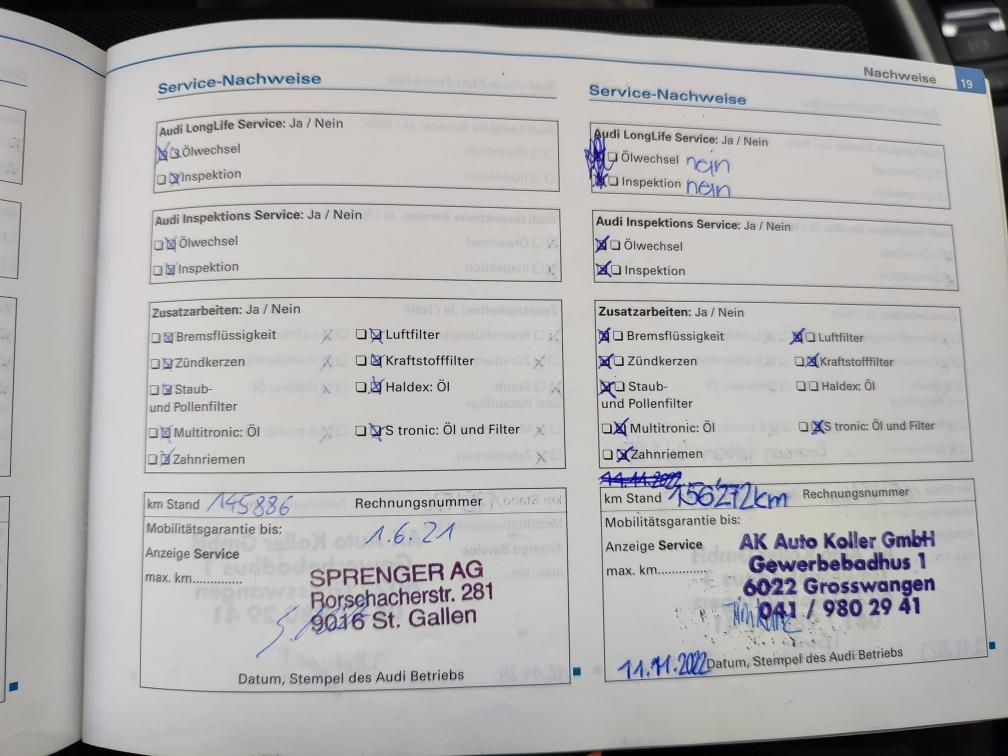 Nachweise 19
Service-Nachweise
Audi LongLife Service: Ja / Nein
Ölwechsel
Inspektion
Audi Inspektions Service: Ja / Nein
Ölwechsel
Inspektion
Zusatzarbeiten: Ja / Nein
Bremsflüssigkeit Luftfilter
Zündkerzen Kraftstofffilter
Staub- Haldex: Öl
und Pollenfilter
Multitronic: Öl S tronic: Öl und Filter
Zahnriemen
km Stand 145886 Rechnungsnummer
Mobilitätsgarantie bis: 1.6.21
Anzeige Service
max. km..............
SPRENGER AG
Rorschacherstr. 281
9016 St. Gallen
Datum, Stempel des Audi Betriebs
Service-Nachweise
Audi LongLife Service: Ja / Nein
Ölwechsel nein
Inspektion nein
Audi Inspektions Service: Ja / Nein
Ölwechsel
Inspektion
Zusatzarbeiten: Ja / Nein
Bremsflüssigkeit Luftfilter
Zündkerzen Kraftstofffilter
Staub- Haldex: Öl
und Pollenfilter
Multitronic: Öl S tronic: Öl und Filter
Zahnriemen
11.11.2022
km Stand 156'272km Rechnungsnummer
Mobilitätsgarantie bis:
Anzeige Service
max. km..............
AK Auto Koller GmbH
Gewerbebadhus 1
6022 Grosswangen
041 / 980 29 41
11.11.2022 Datum, Stempel des Audi Betriebs